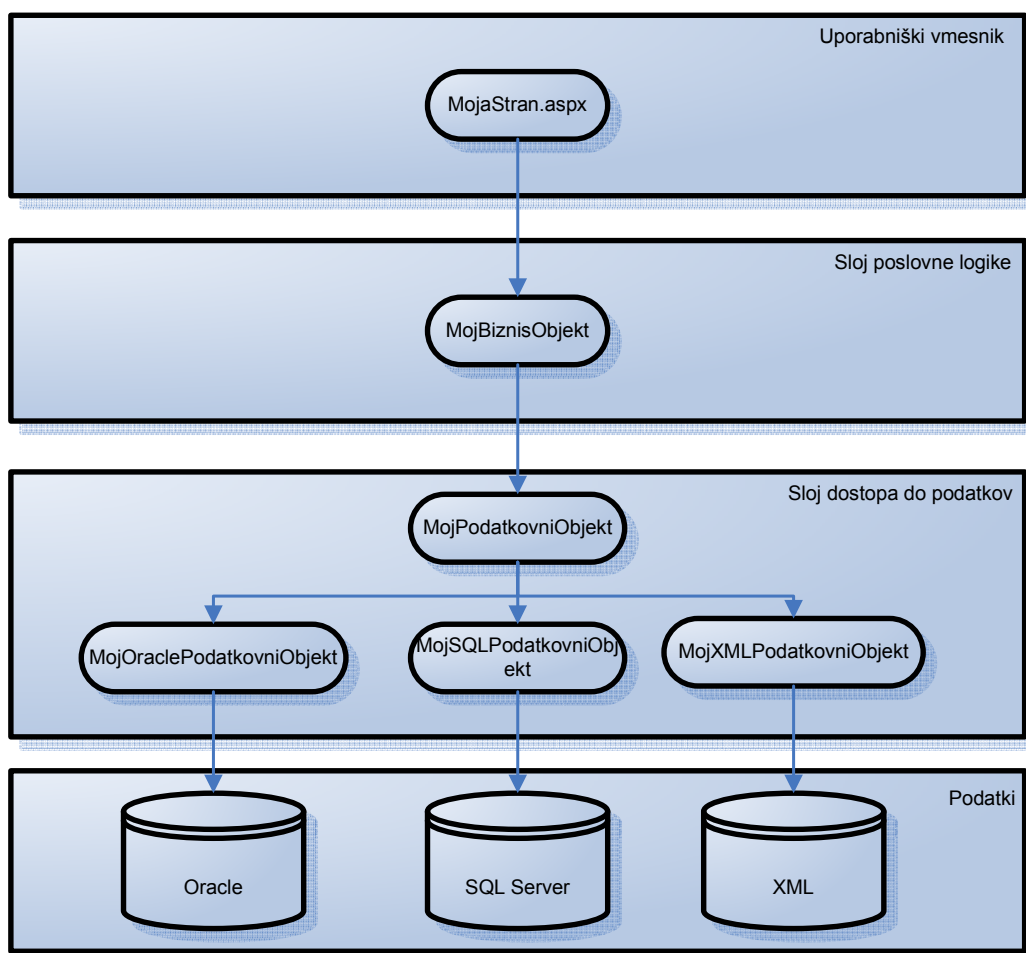 Uporabniški vmesnik
MojaStran.aspx
Sloj poslovne logike
MojBiznisObjekt
Sloj dostopa do podatkov
MojPodatkovniObjekt
MojOraclePodatkovniObjekt
MojSQLPodatkovniObj
ekt
MojXMLPodatkovniObjekt
Podatki
Oracle
SQL Server
XML